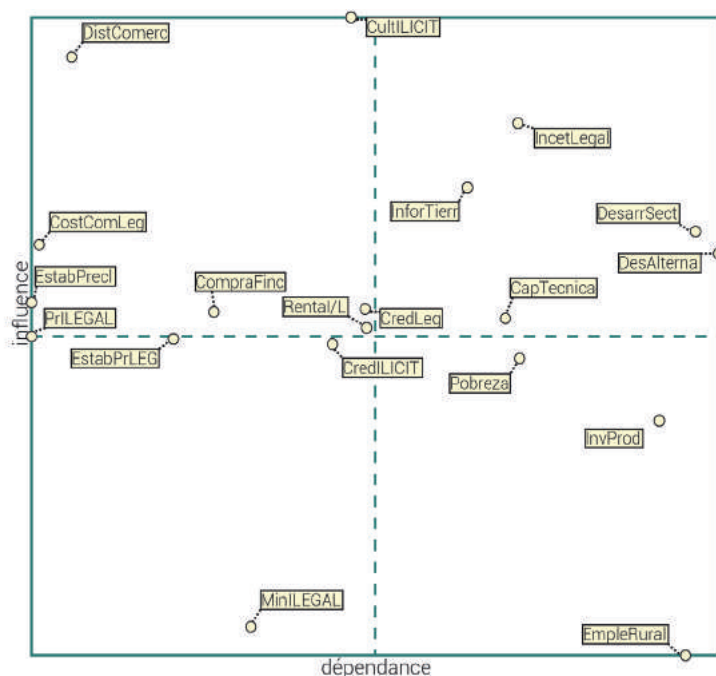 DistComerc
CultILICIT
IncetLegal
InforTierr
DesarrSect
CostComLeg
DesAlterna
EstabPrecI
CompraFinc
CapTecnica
Rental/L
CredLeg
PrILEGAL
influence
EstabPrLEG
CredILICIT
Pobreza
InvProd
MinILEGAL
EmpleRural
dépendance